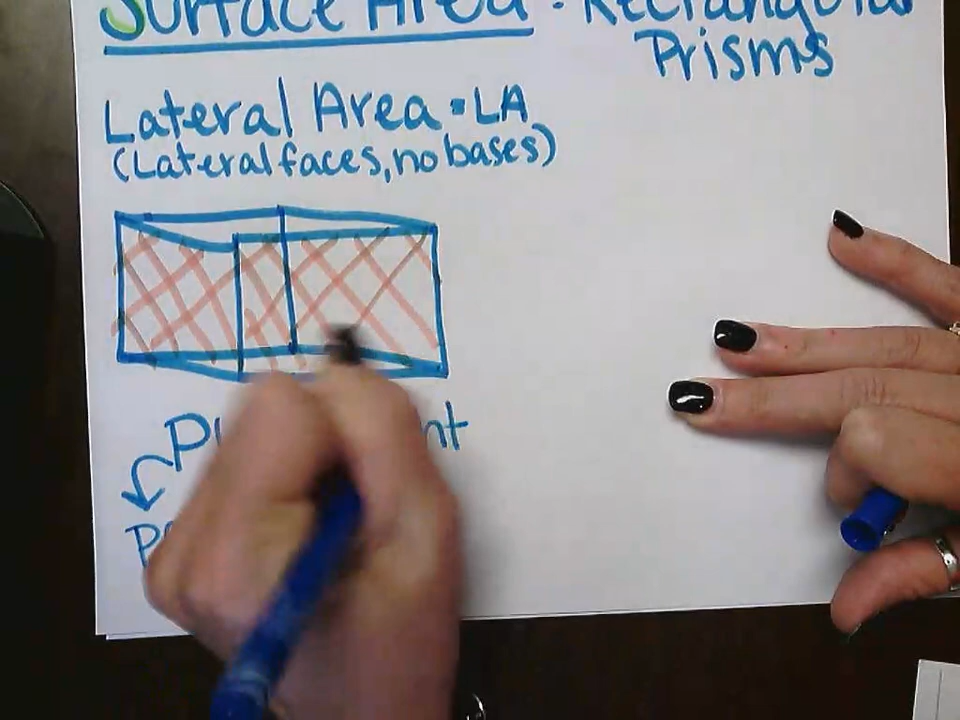 Surface Area - Rectangular
Prisms
Lateral Area = LA
(Lateral faces, no bases)